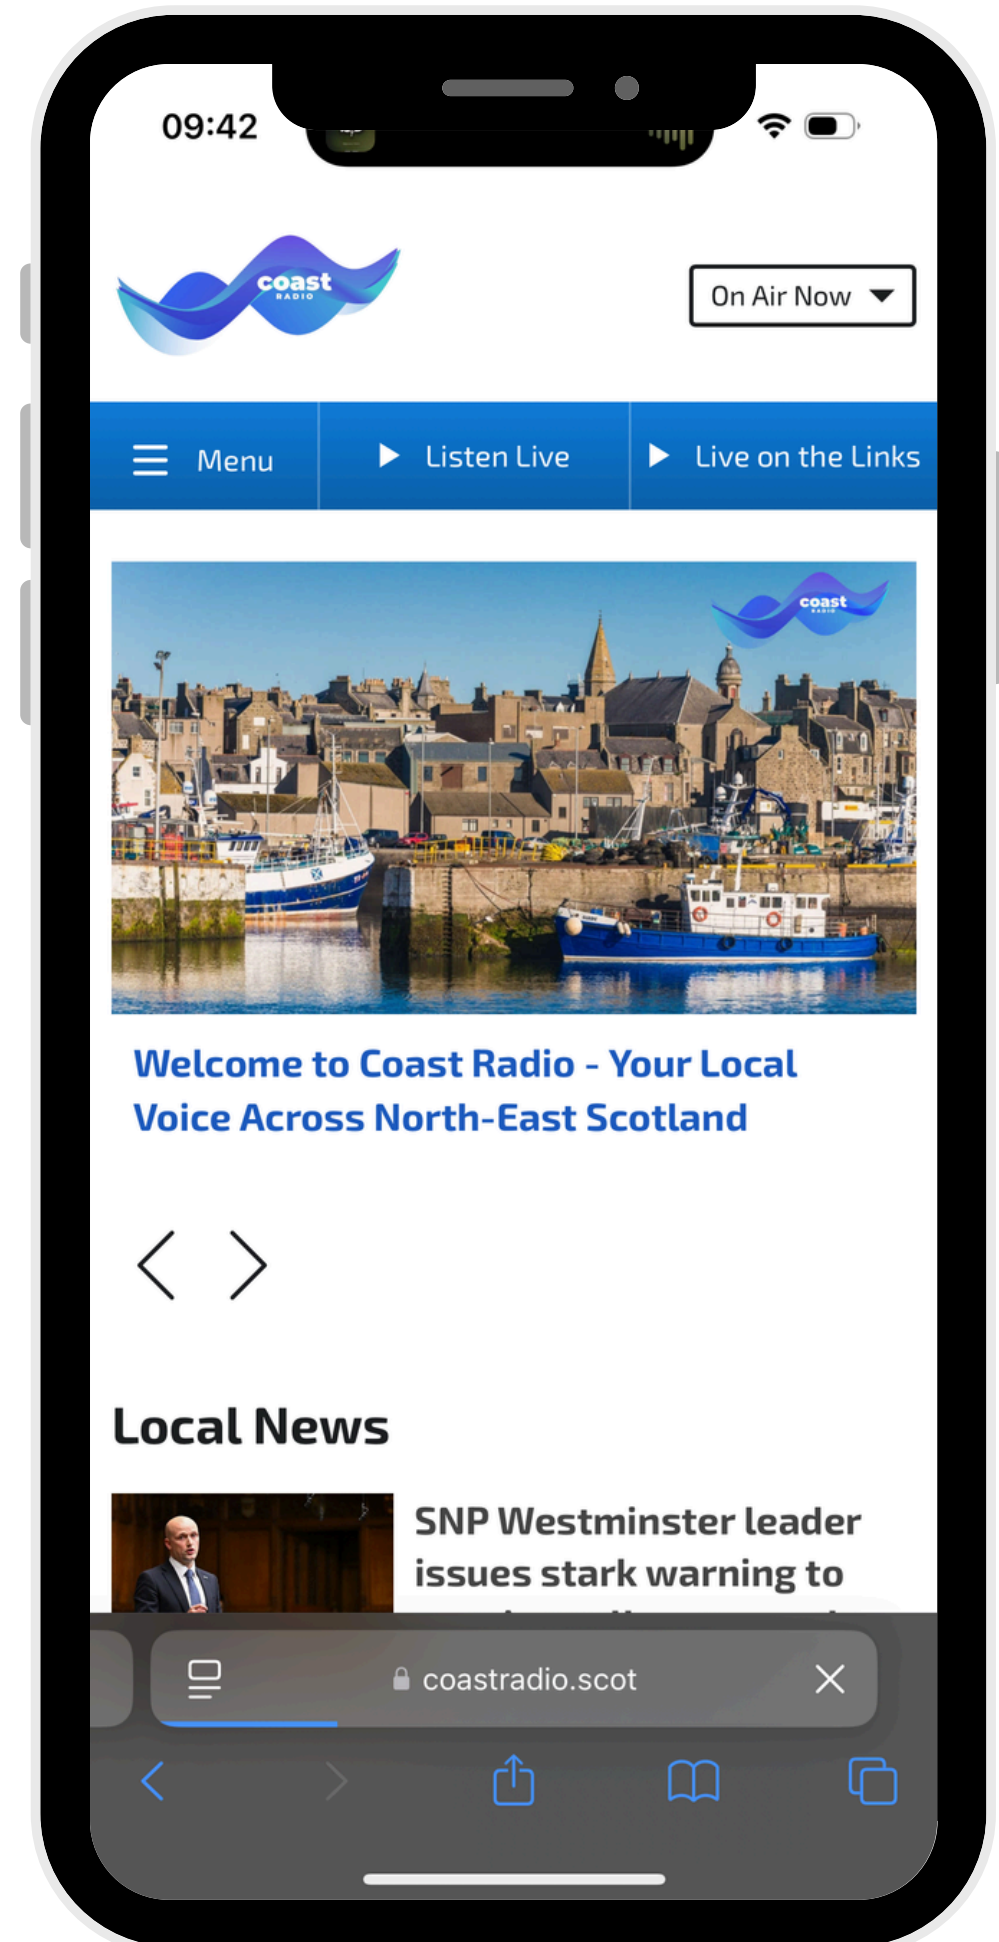 09:42
coast
RADIO
On Air Now
Menu
Listen Live
Live on the Links
coast
RADIO
Welcome to Coast Radio - Your Local
Voice Across North-East Scotland
Local News
SNP Westminster leader
issues stark warning to
coastradio.scot